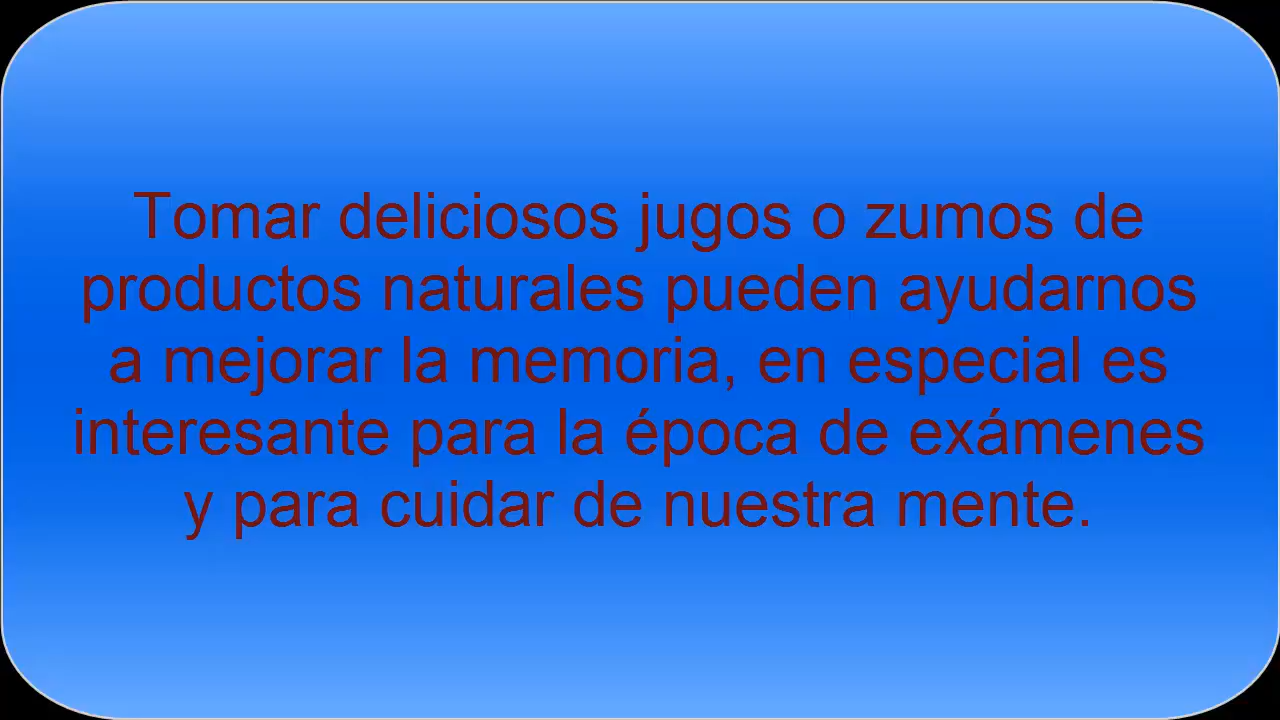 Tomar deliciosos jugos o zumos de
productos naturales pueden ayudarnos
a mejorar la memoria, en especial es
interesante para la época de exámenes
y para cuidar de nuestra mente.